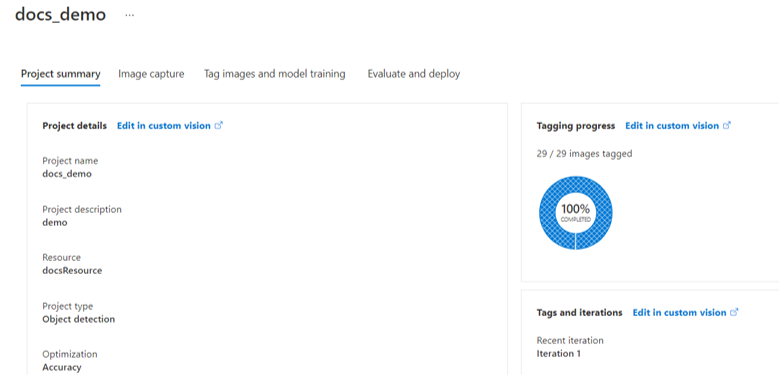 docs_demo ...
Project summary Image capture Tag images and model training Evaluate and deploy
Project details Edit in custom vision
Project name
docs_demo
Project description
demo
Resource
docsResource
Project type
Object detection
Optimization
Accuracy
Tagging progress Edit in custom vision
29 / 29 images tagged
100%
COMPLETED
Tags and iterations Edit in custom vision
Recent iteration
Iteration 1